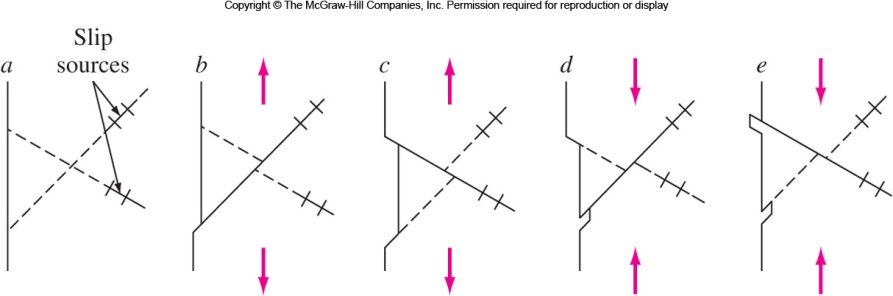 Copyright © The McGraw-Hill Companies, Inc. Permission required for reproduction or display
Slip
sources
a
b
c
d
e